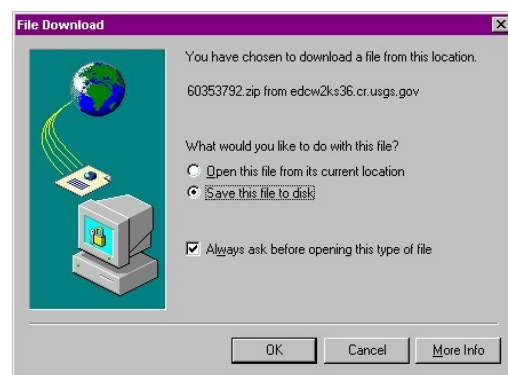 File Download
You have chosen to download a file from this location.
60353792.zip from edcw2ks36.cr.usgs.gov
What would you like to do with this file?
Open this file from its current location
Save this file to disk
Always ask before opening this type of file
OK Cancel More Info